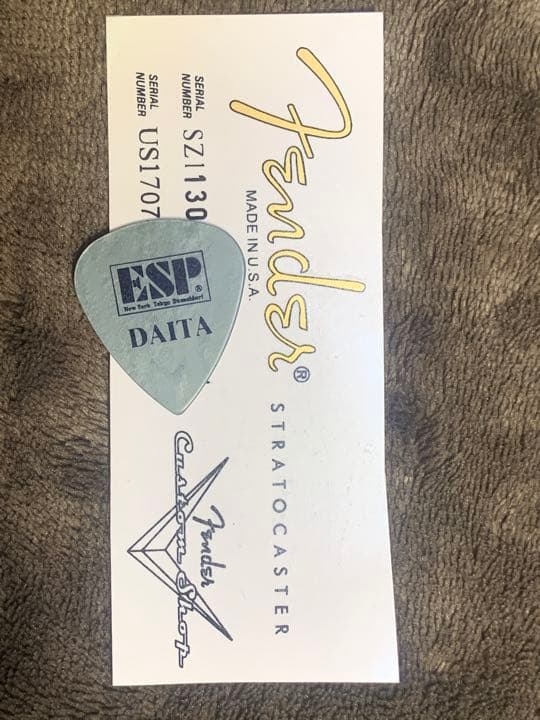 Fender®
MADE IN U.S.A.
STRATOCASTER
SERIAL
NUMBER SZ1130
SERIAL
NUMBER US1707
Fender
Custom Shop
ESP®
New York Tokyo Düsseldorf
DAITA